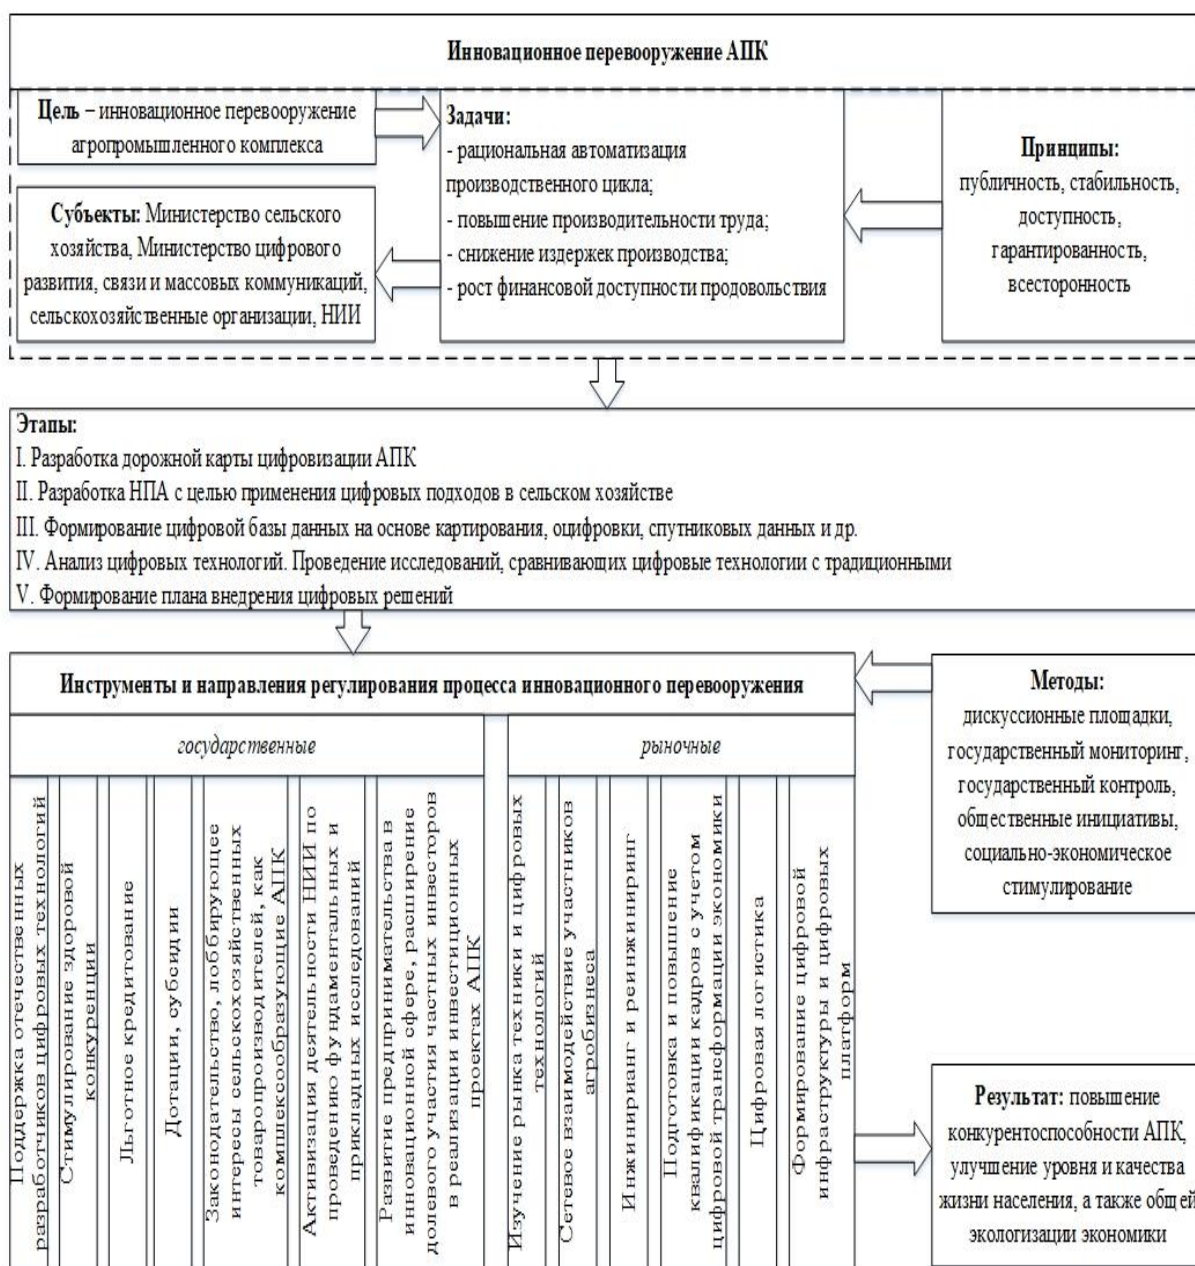 Инновационное перевооружение АПК
Цель – инновационное перевооружение
агропромышленного комплекса
Субъекты: Министерство сельского
хозяйства, Министерство цифрового
развития, связи и массовых коммуникаций,
сельскохозяйственные организации, НИИ
Задачи:
- рациональная автоматизация
производственного цикла;
- повышение производительности труда;
- снижение издержек производства;
- рост финансовой доступности продовольствия
Принципы:
публичность, стабильность,
доступность,
гарантированность,
всесторонность
Этапы:
I. Разработка дорожной карты цифровизации АПК
II. Разработка НПА с целью применения цифровых подходов в сельском хозяйстве
III. Формирование цифровой базы данных на основе картирования, оцифровки, спутниковых данных и др.
IV. Анализ цифровых технологий. Проведение исследований, сравнивающих цифровые технологии с традиционными
V. Формирование плана внедрения цифровых решений
Инструменты и направления регулирования процесса инновационного перевооружения
государственные
Поддержка отечественных
разработчиков цифровых технологий
Стимулирование здоровой
конкуренции
Льготное кредитование
Дотации, субсидии
Законодательство, лоббирующее
интересы сельскохозяйственных
товаропроизводителей, как
комплексообразующие АПК
Активизация деятельности НИИ по
проведению фундаментальных и
прикладных исследований
Развитие предпринимательства в
инновационной сфере, расширение
долевого участия частных инвесторов
в реализации инвестиционных
проектах АПК
рыночные
Изучение рынка техники и цифровых
технологий
Сетевое взаимодействие участников
агробизнеса
Инжинирианг и реинжиниринг
Подготовка и повышение
квалификации кадров с учетом
цифровой трансформации экономики
Цифровая логистика
Формирование цифровой
инфраструктуры и цифровых
платформ
Методы:
дискуссионные площадки,
государственный мониторинг,
государственный контроль,
общественные инициативы,
социально-экономическое
стимулирование
Результат: повышение
конкурентоспособности АПК,
улучшение уровня и качества
жизни населения, а также общей
экологизации экономики